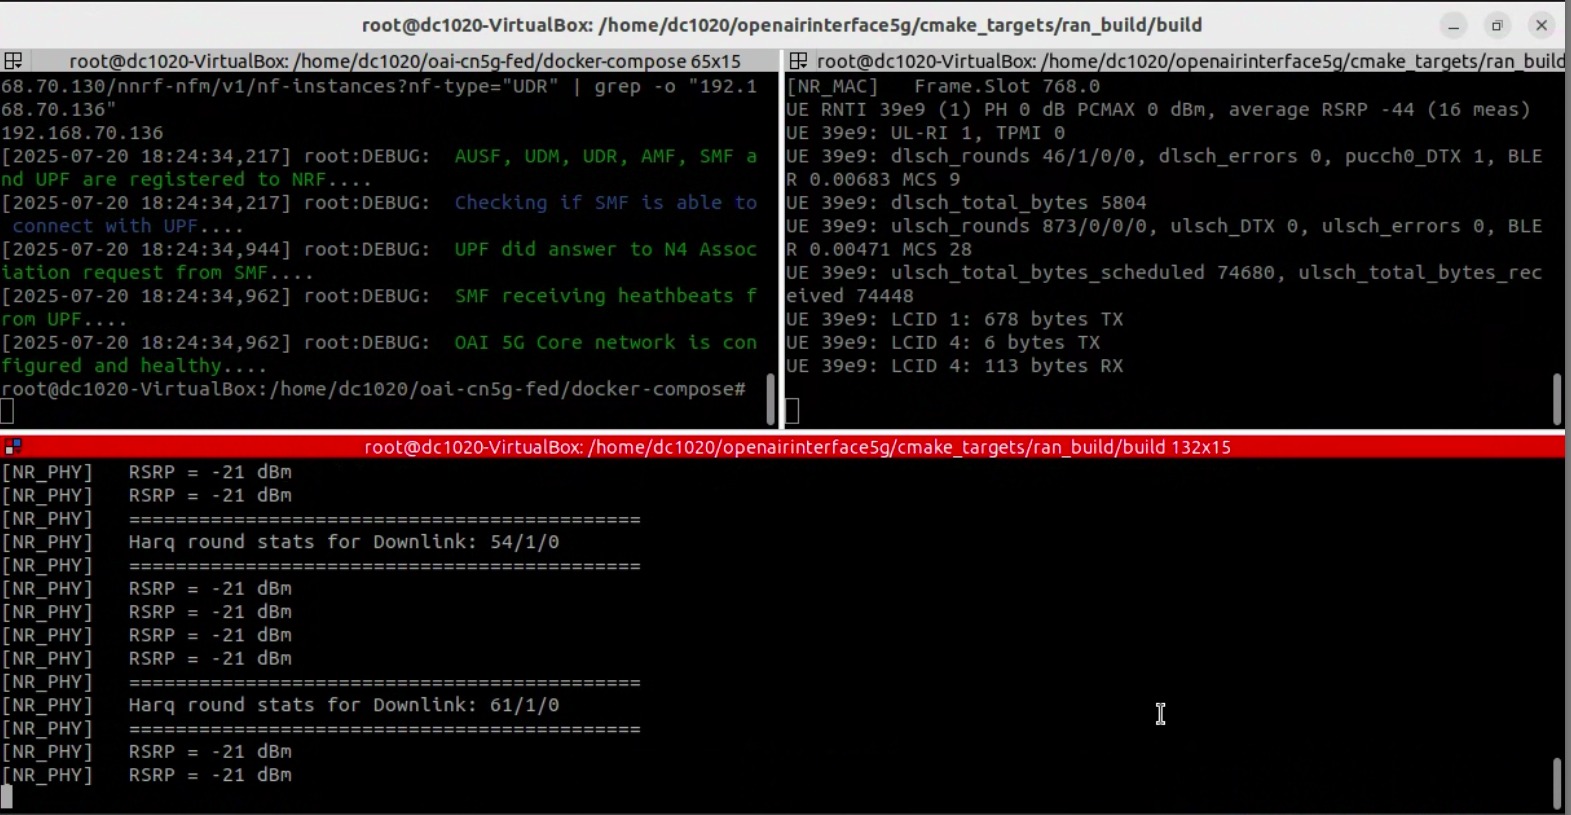 root@dc1020-VirtualBox: /home/dc1020/openairinterface5g/cmake_targets/ran_build/build
root@dc1020-VirtualBox: /home/dc1020/oai-cn5g-fed/docker-compose 65x15
68.70.130/nnrf-nfm/v1/nf-instances?nf-type="UDR" | grep -o "192.1
68.70.136"
192.168.70.136
[2025-07-20 18:24:34,217] root:DEBUG:  AUSF, UDM, UDR, AMF, SMF a
nd UPF are registered to NRF....
[2025-07-20 18:24:34,217] root:DEBUG:  Checking if SMF is able to
 connect with UPF....
[2025-07-20 18:24:34,944] root:DEBUG:  UPF did answer to N4 Assoc
iation request from SMF....
[2025-07-20 18:24:34,962] root:DEBUG:  SMF receiving heathbeats f
rom UPF....
[2025-07-20 18:24:34,962] root:DEBUG:  OAI 5G Core network is con
figured and healthy....
root@dc1020-VirtualBox:/home/dc1020/oai-cn5g-fed/docker-compose#
root@dc1020-VirtualBox: /home/dc1020/openairinterface5g/cmake_targets/ran_build
[NR_MAC]   Frame.Slot 768.0
UE RNTI 39e9 (1) PH 0 dB PCMAX 0 dBm, average RSRP -44 (16 meas)
UE 39e9: UL-RI 1, TPMI 0
UE 39e9: dlsch_rounds 46/1/0/0, dlsch_errors 0, pucch0_DTX 1, BLE
R 0.00683 MCS 9
UE 39e9: dlsch_total_bytes 5804
UE 39e9: ulsch_rounds 873/0/0/0, ulsch_DTX 0, ulsch_errors 0, BLE
R 0.00471 MCS 28
UE 39e9: ulsch_total_bytes_scheduled 74680, ulsch_total_bytes_rec
eived 74448
UE 39e9: LCID 1: 678 bytes TX
UE 39e9: LCID 4: 6 bytes TX
UE 39e9: LCID 4: 113 bytes RX
root@dc1020-VirtualBox: /home/dc1020/openairinterface5g/cmake_targets/ran_build/build 132x15
[NR_PHY]   RSRP = -21 dBm
[NR_PHY]   RSRP = -21 dBm
[NR_PHY]   ============================================
[NR_PHY]   Harq round stats for Downlink: 54/1/0
[NR_PHY]   ============================================
[NR_PHY]   RSRP = -21 dBm
[NR_PHY]   RSRP = -21 dBm
[NR_PHY]   RSRP = -21 dBm
[NR_PHY]   RSRP = -21 dBm
[NR_PHY]   ============================================
[NR_PHY]   Harq round stats for Downlink: 61/1/0
[NR_PHY]   ============================================
[NR_PHY]   RSRP = -21 dBm
[NR_PHY]   RSRP = -21 dBm